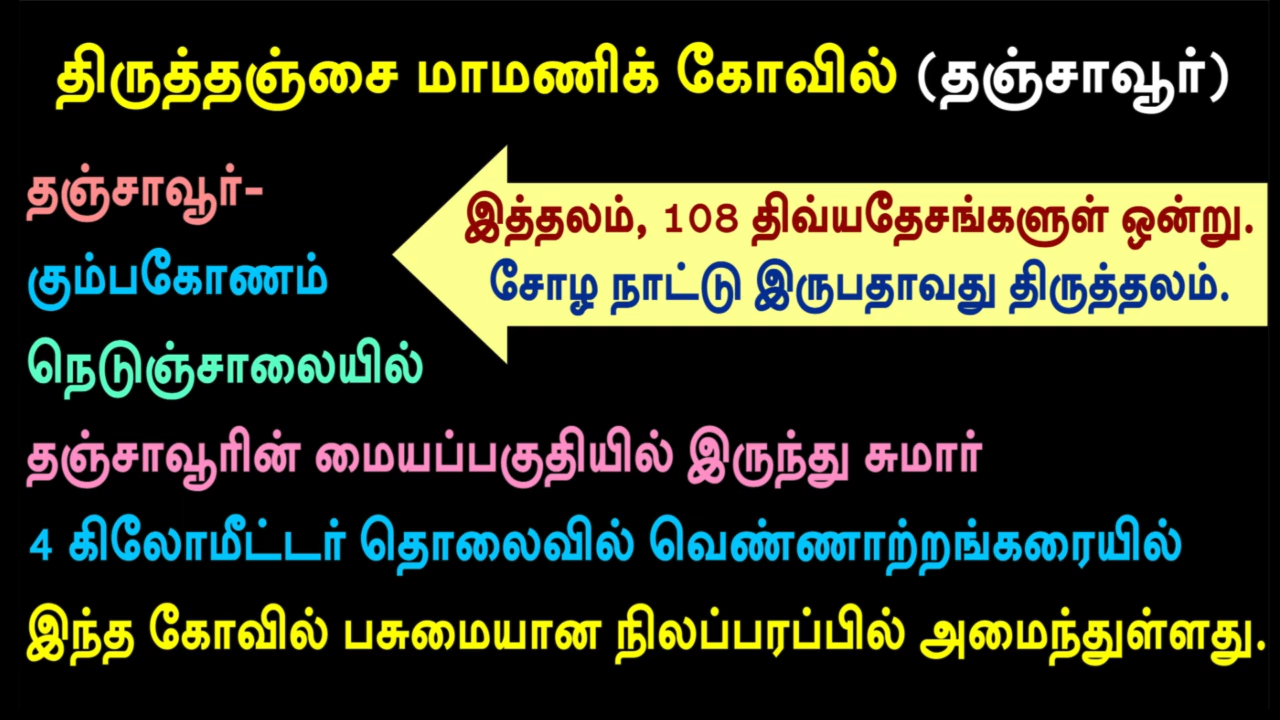 திருத்தஞ்சை மாமணிக் கோவில் (தஞ்சாவூர்)
இத்தலம், 108 திவ்யதேசங்களுள் ஒன்று.
சோழ நாட்டு இருபதாவது திருத்தலம்.
தஞ்சாவூர்-
கும்பகோணம்
நெடுஞ்சாலையில்
தஞ்சாவூரின் மையப்பகுதியில் இருந்து சுமார்
4 கிலோமீட்டர் தொலைவில் வெண்ணாற்றங்கரையில்
இந்த கோவில் பசுமையான நிலப்பரப்பில் அமைந்துள்ளது.